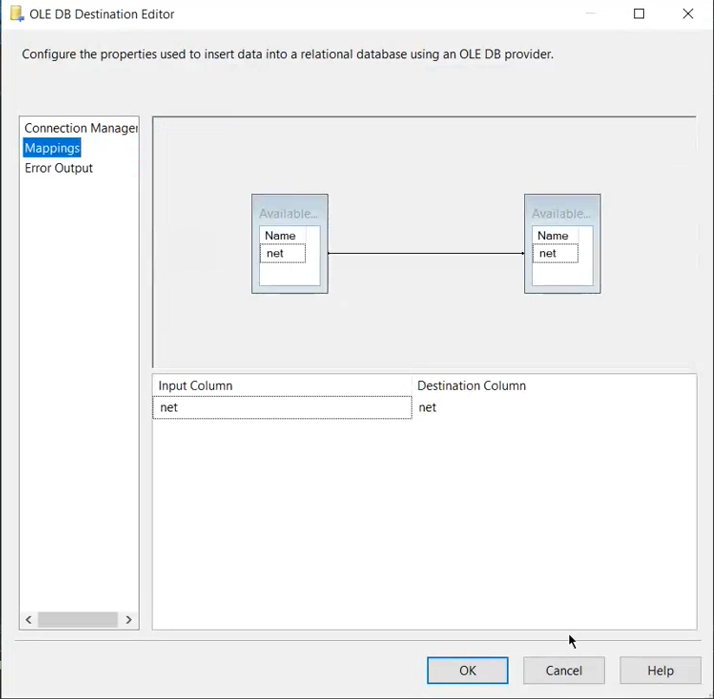 OLE DB Destination Editor
Configure the properties used to insert data into a relational database using an OLE DB provider.
Connection Manager
Mappings
Error Output
Available...
Name
net
Available...
Name
net
Input Column
Destination Column
net
net
OK
Cancel
Help